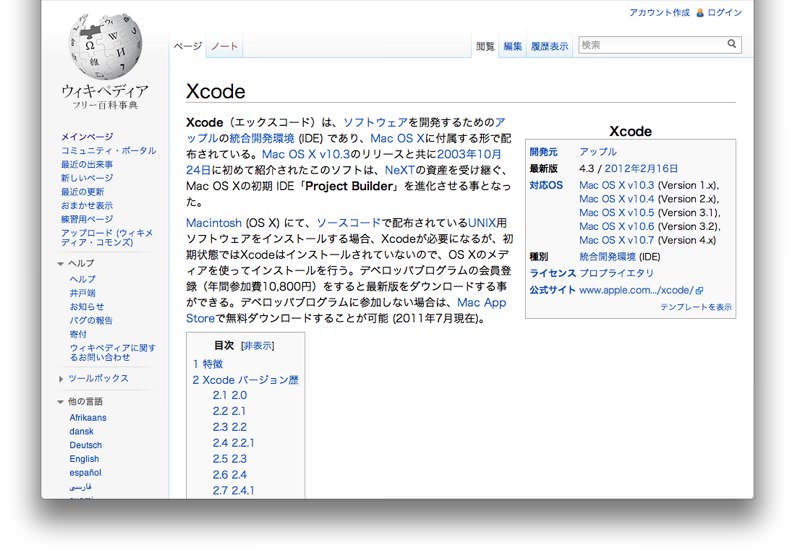 アカウント作成 ログイン
ウィキペディア
フリー百科事典
ページ ノート 閲覧 編集 履歴表示 検索
メインページ
コミュニティ・ポータル
最近の出来事
新しいページ
最近の更新
おまかせ表示
練習用ページ
アップロード (ウィキメ
ディア・コモンズ)
ヘルプ
ヘルプ
井戸端
お知らせ
バグの報告
寄付
ウィキペディアに関す
るお問い合わせ
ツールボックス
他の言語
Afrikaans
dansk
Deutsch
English
español
فارسی
Xcode
Xcode（エックスコード）は、ソフトウェアを開発するためのア
ップルの統合開発環境 (IDE) であり、Mac OS Xに付属する形で配
布されている。Mac OS X v10.3のリリースと共に2003年10月
24日に初めて紹介されたこのソフトは、NeXTの資産を受け継ぐ、
Mac OS Xの初期 IDE「Project Builder」を進化させる事となっ
た。
Macintosh (OS X) にて、ソースコードで配布されているUNIX用
ソフトウェアをインストールする場合、Xcodeが必要になるが、初
期状態ではXcodeはインストールされていないので、OS Xのメデ
ィアを使ってインストールを行う。デベロッパプログラムの会員登
録（年間参加費10,800円）をすると最新版をダウンロードする事
ができる。デベロッパプログラムに参加しない場合は、Mac App
Storeで無料ダウンロードすることが可能 (2011年7月現在)。
Xcode
開発元 アップル
最新版 4.3 / 2012年2月16日
対応OS Mac OS X v10.3 (Version 1.x),
Mac OS X v10.4 (Version 2.x),
Mac OS X v10.5 (Version 3.1),
Mac OS X v10.6 (Version 3.2),
Mac OS X v10.7 (Version 4.x)
種別 統合開発環境 (IDE)
ライセンス プロプライエタリ
公式サイト www.apple.com.../xcode/
テンプレートを表示
目次 [非表示]
1 特徴
2 Xcode バージョン歴
2.1 2.0
2.2 2.1
2.3 2.2
2.4 2.2.1
2.5 2.3
2.6 2.4
2.7 2.4.1